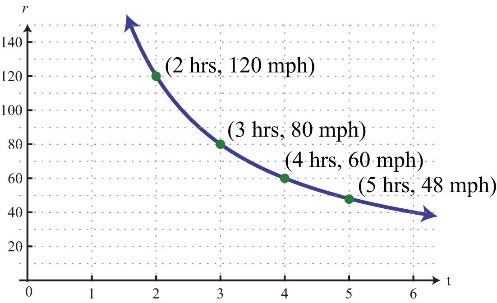 r
140
120
100
80
60
40
20
0
(2 hrs, 120 mph)
(3 hrs, 80 mph)
(4 hrs, 60 mph)
(5 hrs, 48 mph)
1 2 3 4 5 6 t